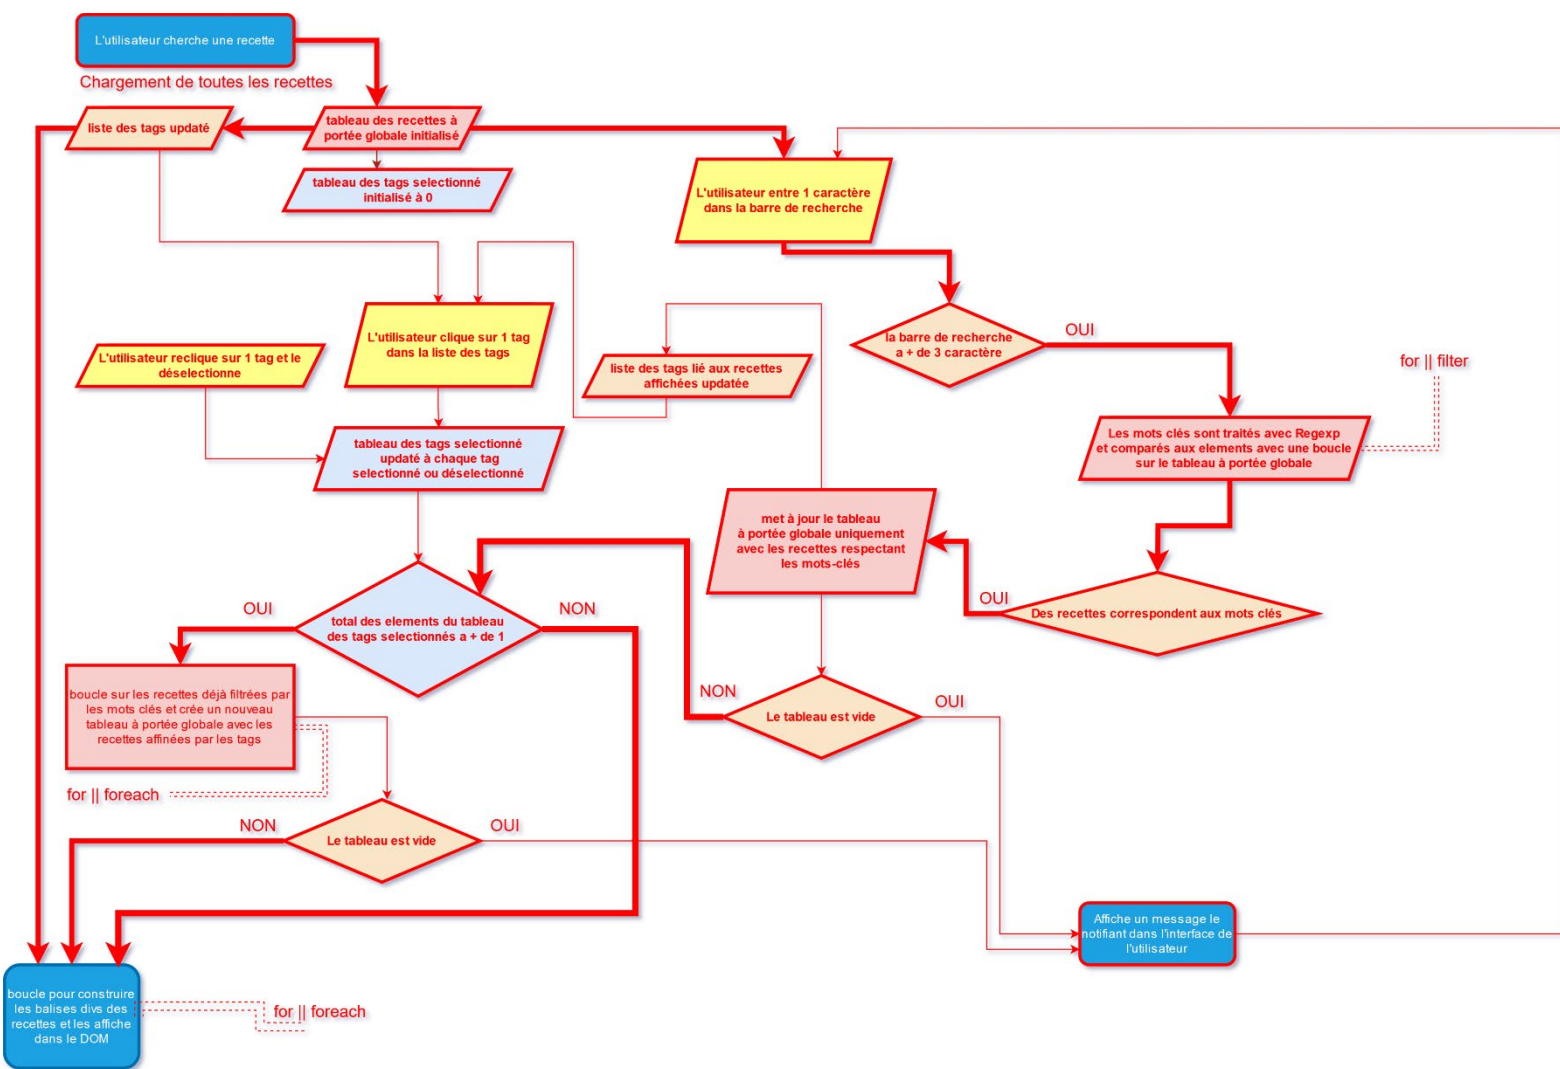 L'utilisateur cherche une recette
Chargement de toutes les recettes
liste des tags updaté
tableau des recettes à
portée globale initialisé
tableau des tags selectionné
initialisé à 0
L'utilisateur entre 1 caractère
dans la barre de recherche
la barre de recherche
a + de 3 caractère
OUI
for || filter
L'utilisateur clique sur 1 tag
dans la liste des tags
L'utilisateur reclique sur 1 tag et le
déselectionne
liste des tags lié aux recettes
affichées updatée
Les mots clés sont traités avec Regexp
et comparés aux elements avec une boucle
sur le tableau à portée globale
tableau des tags selectionné
updaté à chaque tag
selectionné ou déselectionné
met à jour le tableau
à portée globale uniquement
avec les recettes respectant
les mots-clés
OUI
Des recettes correspondent aux mots clés
OUI
NON
total des elements du tableau
des tags selectionnés a + de 1
boucle sur les recettes déjà filtrées par
les mots clés et crée un nouveau
tableau à portée globale avec les
recettes affinées par les tags
NON
OUI
Le tableau est vide
for || foreach
NON
OUI
Le tableau est vide
Affiche un message le
notifiant dans l'interface de
l'utilisateur
boucle pour construire
les balises divs des
recettes et les affiche
dans le DOM
for || foreach